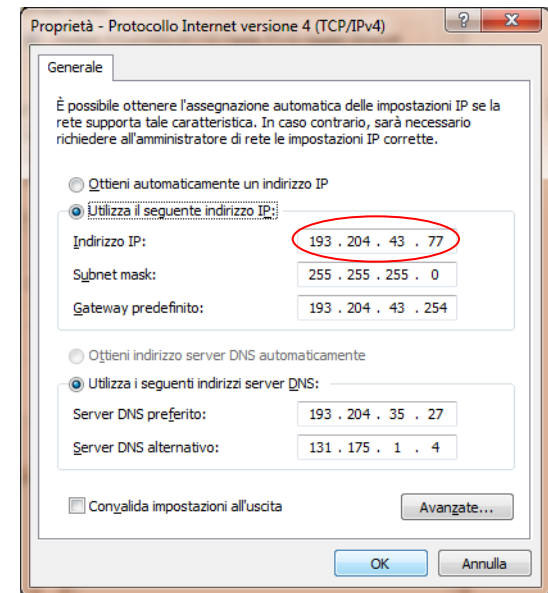 Proprietà - Protocollo Internet versione 4 (TCP/IPv4)
Generale
È possibile ottenere l'assegnazione automatica delle impostazioni IP se la
rete supporta tale caratteristica. In caso contrario, sarà necessario
richiedere all'amministratore di rete le impostazioni IP corrette.
Ottieni automaticamente un indirizzo IP
Utilizza il seguente indirizzo IP:
Indirizzo IP: 193 . 204 . 43 . 77
Subnet mask: 255 . 255 . 255 . 0
Gateway predefinito: 193 . 204 . 43 . 254
Ottieni indirizzo server DNS automaticamente
Utilizza i seguenti indirizzi server DNS:
Server DNS preferito: 193 . 204 . 35 . 27
Server DNS alternativo: 131 . 175 . 1 . 4
Convalida impostazioni all'uscita Avanzate...
OK Annulla